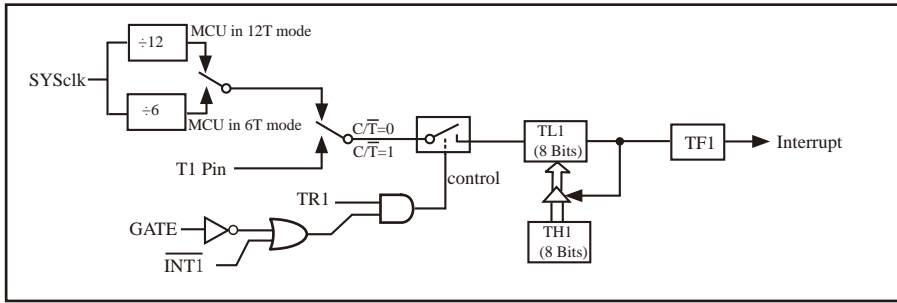 MCU in 12T mode
÷12
SYSclk
÷6
MCU in 6T mode
C/T̅=0
C/T̅=1
T1 Pin
control
TL1
(8 Bits)
TF1
Interrupt
TR1
GATE
I̅N̅T̅1̅
TH1
(8 Bits)